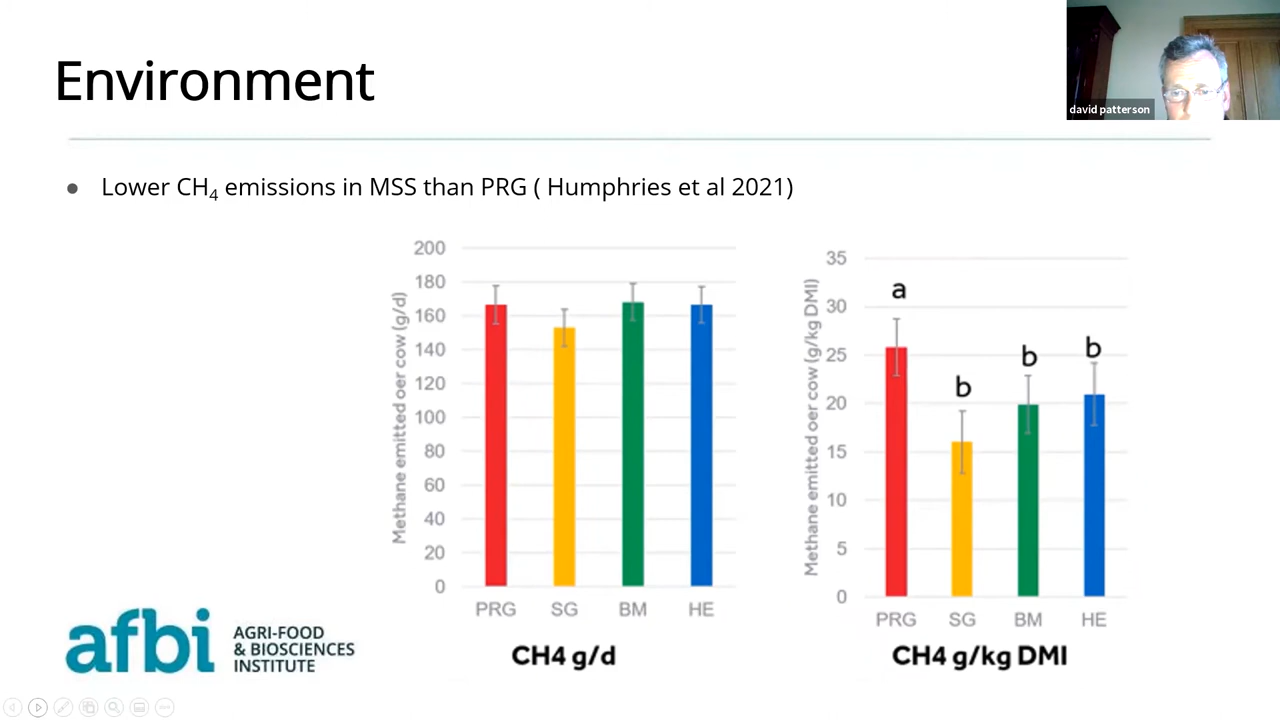 Environment
david patterson
● Lower CH₄ emissions in MSS than PRG ( Humphries et al 2021)
Methane emitted oer cow (g/d)
200
180
160
140
120
100
80
60
40
20
0
PRG SG BM HE
CH4 g/d
Methane emitted oer cow (g/kg DMI)
35
30
25
20
15
10
5
0
a
b
b
b
PRG SG BM HE
CH4 g/kg DMI
afbi
AGRI-FOOD
& BIOSCIENCES
INSTITUTE